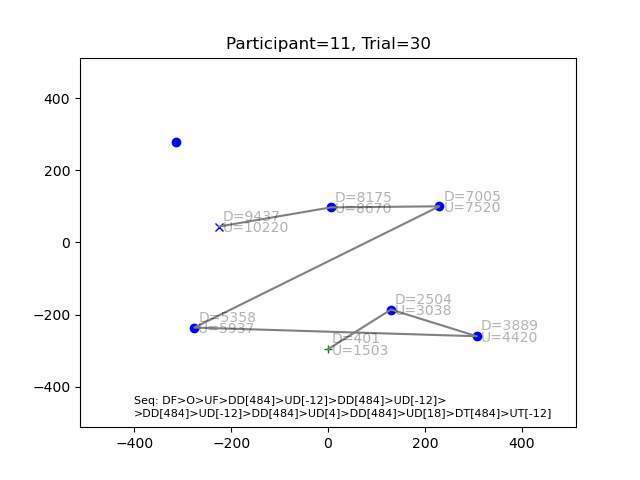 Participant=11, Trial=30
400
200
0
−200
−400
D=8175
U=8670
D=7005
U=7520
D=9437
U=10220
D=5358
U=5937
D=2504
U=3038
D=3889
U=4420
D=401
U=1503
Seq: DF>O>UF>DD[484]>UD[-12]>DD[484]>UD[-12]>
>DD[484]>UD[-12]>DD[484]>UD[4]>DD[484]>UD[18]>DT[484]>UT[-12]
−400
−200
0
200
400